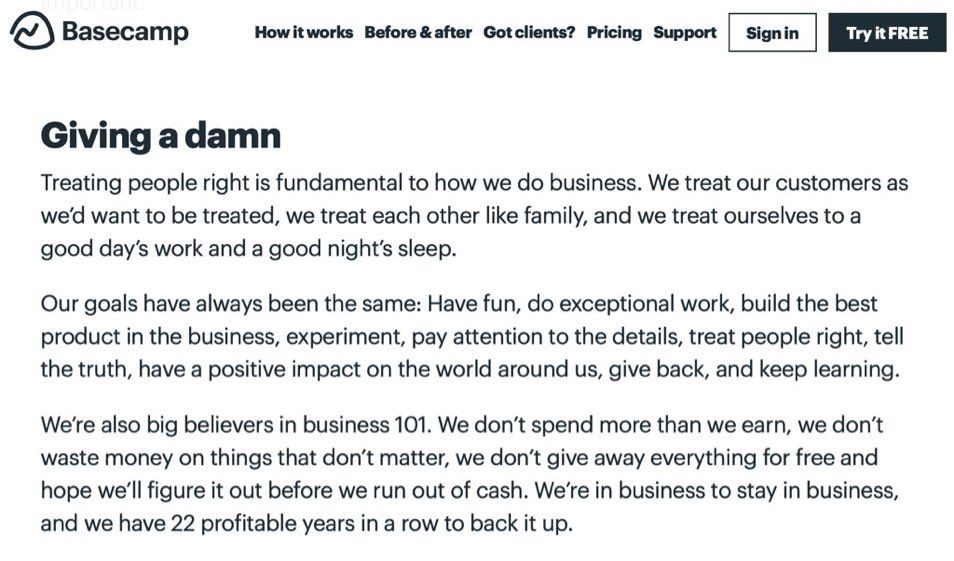 important.
Basecamp How it works Before & after Got clients? Pricing Support Sign in Try it FREE
Giving a damn
Treating people right is fundamental to how we do business. We treat our customers as
we’d want to be treated, we treat each other like family, and we treat ourselves to a
good day’s work and a good night’s sleep.
Our goals have always been the same: Have fun, do exceptional work, build the best
product in the business, experiment, pay attention to the details, treat people right, tell
the truth, have a positive impact on the world around us, give back, and keep learning.
We’re also big believers in business 101. We don’t spend more than we earn, we don’t
waste money on things that don’t matter, we don’t give away everything for free and
hope we’ll figure it out before we run out of cash. We’re in business to stay in business,
and we have 22 profitable years in a row to back it up.